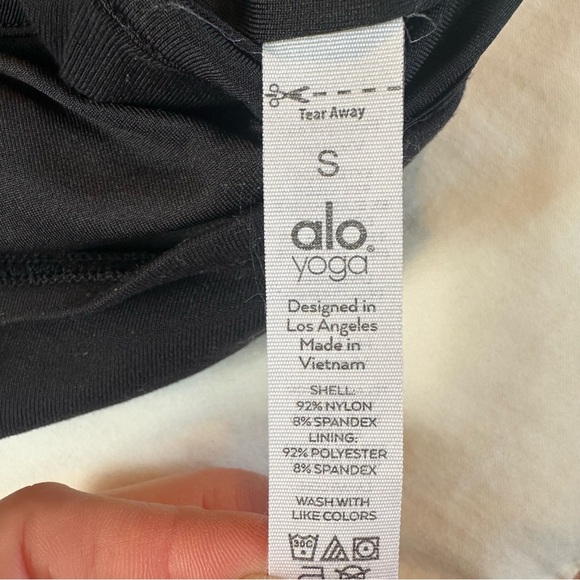 Tear Away
S
alo®
yoga
Designed in
Los Angeles
Made in
Vietnam
SHELL:
92% NYLON
8% SPANDEX
LINING:
92% POLYESTER
8% SPANDEX
WASH WITH
LIKE COLORS
30C